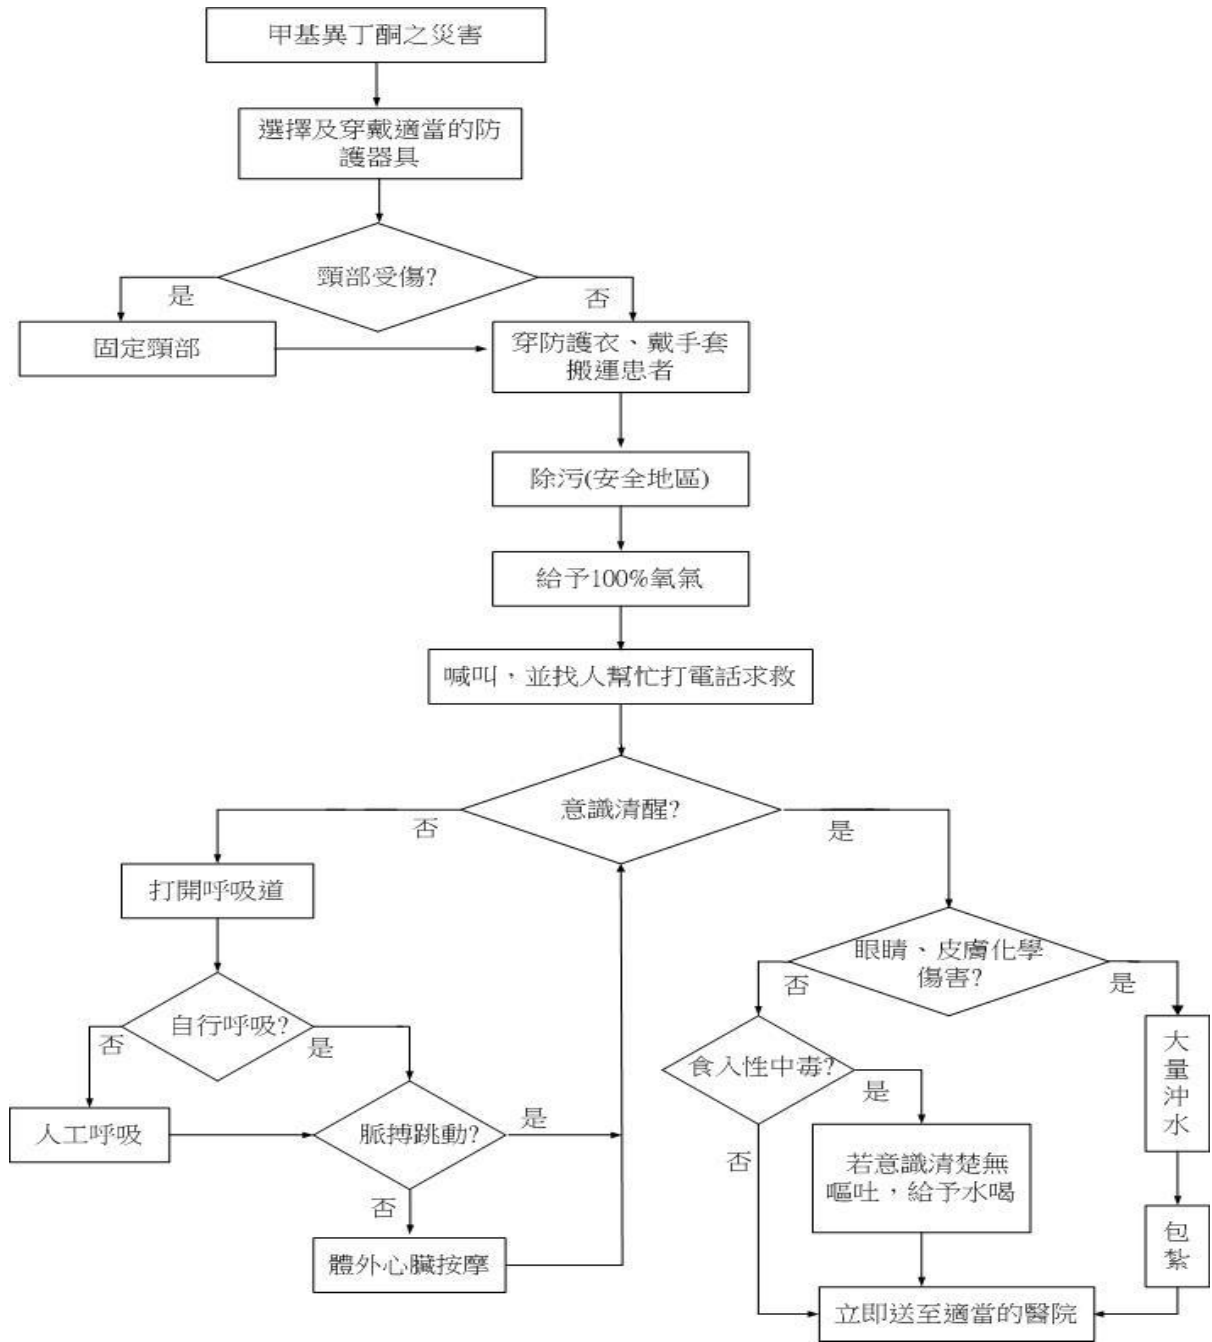 甲基異丁酮之災害
選擇及穿戴適當的防
護器具
頸部受傷?
是
否
固定頸部
穿防護衣、戴手套
搬運患者
除污(安全地區)
給予100%氧氣
喊叫，並找人幫忙打電話求救
意識清醒?
否
是
打開呼吸道
眼睛、皮膚化學
傷害?
否
是
自行呼吸?
否
是
食入性中毒?
是
否
大
量
沖
水
人工呼吸
脈搏跳動?
是
否
若意識清楚無
嘔吐，給予水喝
包
紮
體外心臟按摩
立即送至適當的醫院